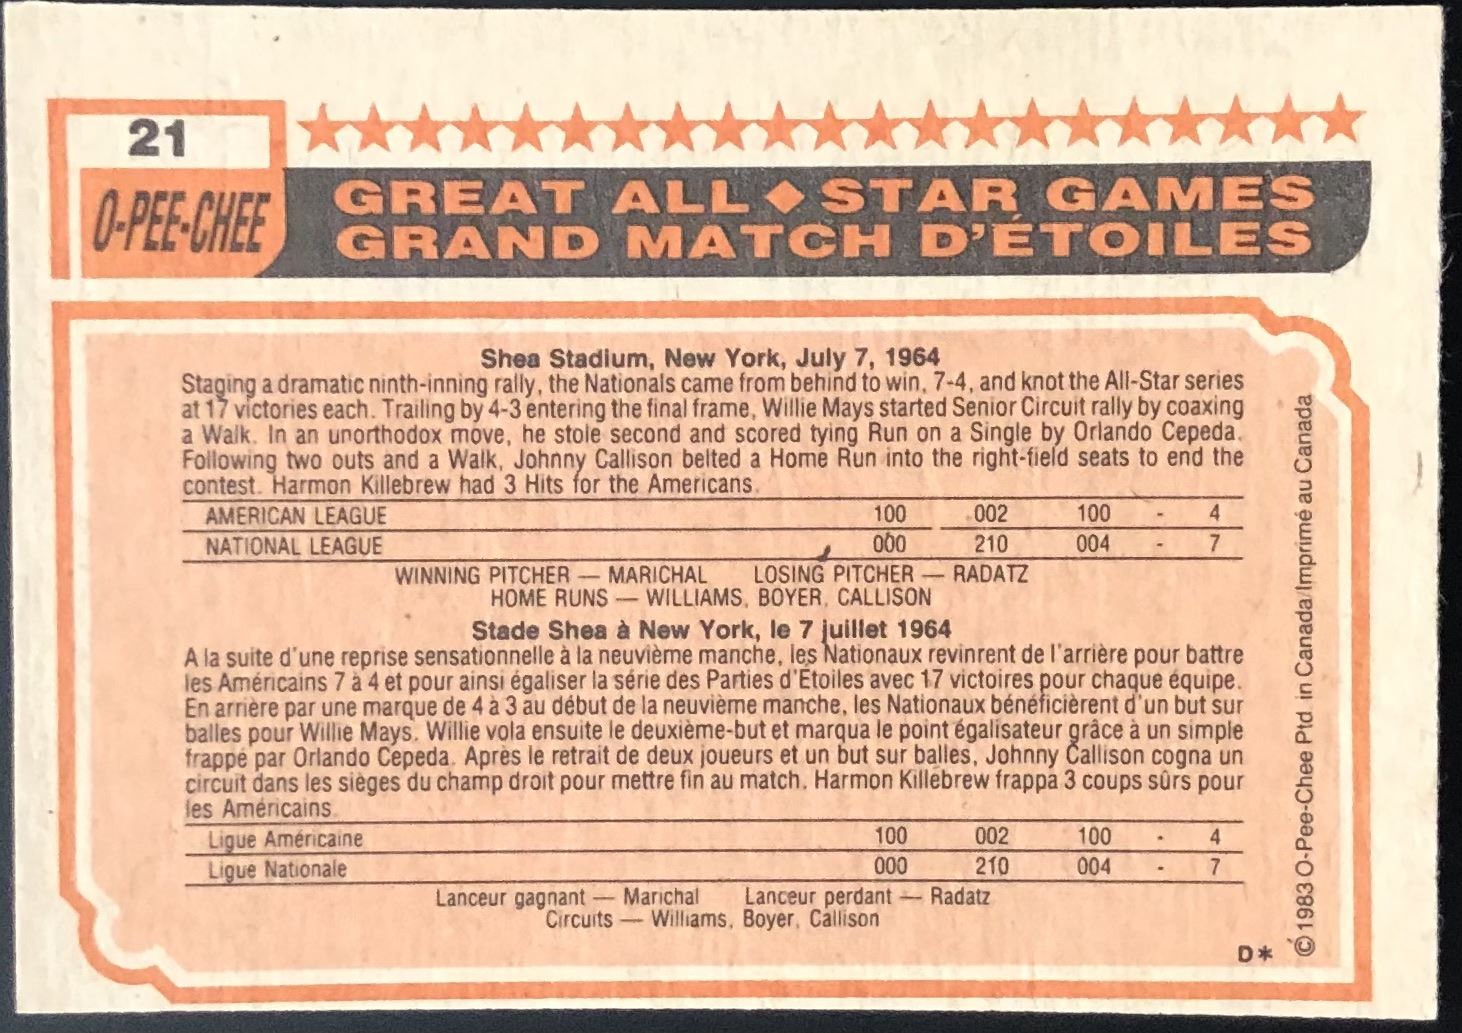 21
O-PEE-CHEE
GREAT ALL ◆ STAR GAMES
GRAND MATCH D'ÉTOILES
Shea Stadium, New York, July 7, 1964
Staging a dramatic ninth-inning rally, the Nationals came from behind to win, 7-4, and knot the All-Star series
at 17 victories each. Trailing by 4-3 entering the final frame, Willie Mays started Senior Circuit rally by coaxing
a Walk. In an unorthodox move, he stole second and scored tying Run on a Single by Orlando Cepeda.
Following two outs and a Walk, Johnny Callison belted a Home Run into the right-field seats to end the
contest. Harmon Killebrew had 3 Hits for the Americans.
AMERICAN LEAGUE 100 002 100 - 4
NATIONAL LEAGUE 000 210 004 - 7
WINNING PITCHER — MARICHAL LOSING PITCHER — RADATZ
HOME RUNS — WILLIAMS, BOYER, CALLISON
Stade Shea à New York, le 7 juillet 1964
A la suite d'une reprise sensationnelle à la neuvième manche, les Nationaux revinrent de l'arrière pour battre
les Américains 7 à 4 et pour ainsi égaliser la série des Parties d'Etoiles avec 17 victoires pour chaque équipe.
En arrière par une marque de 4 à 3 au début de la neuvième manche, les Nationaux bénéficièrent d'un but sur
balles pour Willie Mays. Willie vola ensuite le deuxième-but et marqua le point égalisateur grâce à un simple
frappé par Orlando Cepeda. Après le retrait de deux joueurs et un but sur balles, Johnny Callison cogna un
circuit dans les sièges du champ droit pour mettre fin au match. Harmon Killebrew frappa 3 coups sûrs pour
les Américains.
Ligue Américaine 100 002 100 - 4
Ligue Nationale 000 210 004 - 7
Lanceur gagnant — Marichal Lanceur perdant — Radatz
Circuits — Williams, Boyer, Callison
D*
© 1983 O-Pee-Chee Ptd. in Canada/Imprimé au Canada